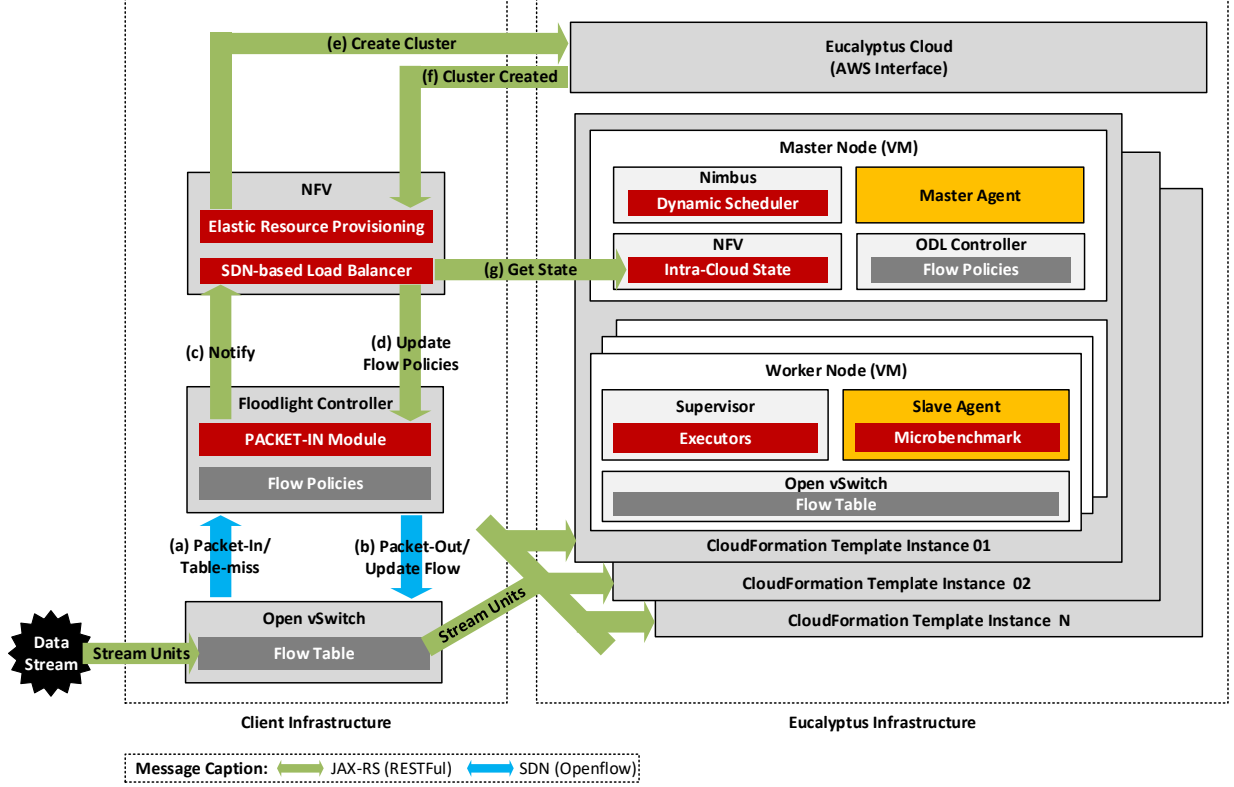 (e) Create Cluster
(f) Cluster Created
Eucalyptus Cloud
(AWS Interface)
NFV
Elastic Resource Provisioning
SDN-based Load Balancer
(g) Get State
(c) Notify
(d) Update
Flow Policies
Floodlight Controller
PACKET-IN Module
Flow Policies
(a) Packet-In/
Table-miss
(b) Packet-Out/
Update Flow
Open vSwitch
Flow Table
Data
Stream
Stream Units
Stream Units
Client Infrastructure
Master Node (VM)
Nimbus
Dynamic Scheduler
Master Agent
NFV
Intra-Cloud State
ODL Controller
Flow Policies
Worker Node (VM)
Supervisor
Executors
Slave Agent
Microbenchmark
Open vSwitch
Flow Table
CloudFormation Template Instance 01
CloudFormation Template Instance 02
CloudFormation Template Instance N
Eucalyptus Infrastructure
Message Caption: JAX-RS (RESTFul) SDN (Openflow)